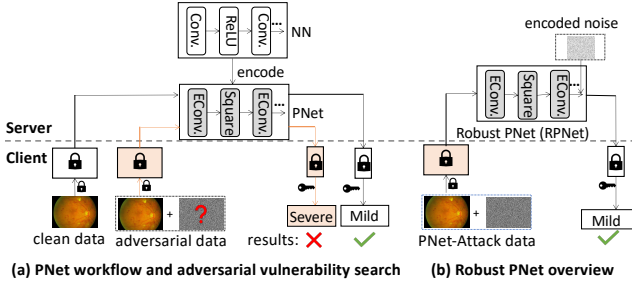 Conv.
ReLU
Conv.
...
NN
encode
EConv.
Square
EConv.
...
PNet
Server
Client
clean data
+
?
adversarial data
results:
Severe
Mild
(a) PNet workflow and adversarial vulnerability search
encoded noise
EConv.
Square
EConv.
...
Robust PNet (RPNet)
+
PNet-Attack data
Mild
(b) Robust PNet overview